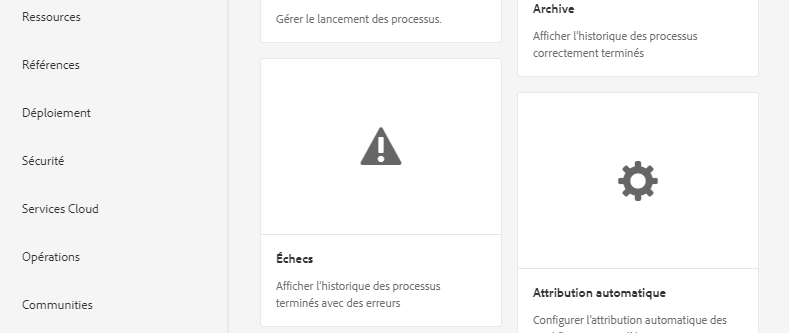 Ressources
Références
Déploiement
Sécurité
Services Cloud
Opérations
Communities
Gérer le lancement des processus.
Échecs
Afficher l'historique des processus
terminés avec des erreurs
Archive
Afficher l'historique des processus
correctement terminés
Attribution automatique
Configurer l'attribution automatique des